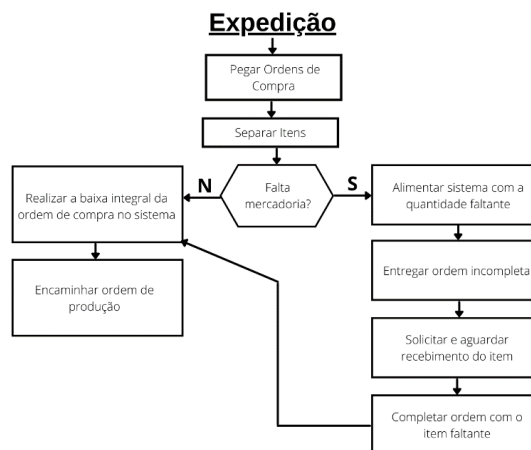 Expedição
Pegar Ordens de
Compra
Separar Itens
Falta
mercadoria?
N
S
Realizar a baixa integral da
ordem de compra no sistema
Encaminhar ordem de
produção
Alimentar sistema com a
quantidade faltante
Entregar ordem incompleta
Solicitar e aguardar
recebimento do item
Completar ordem com o
item faltante